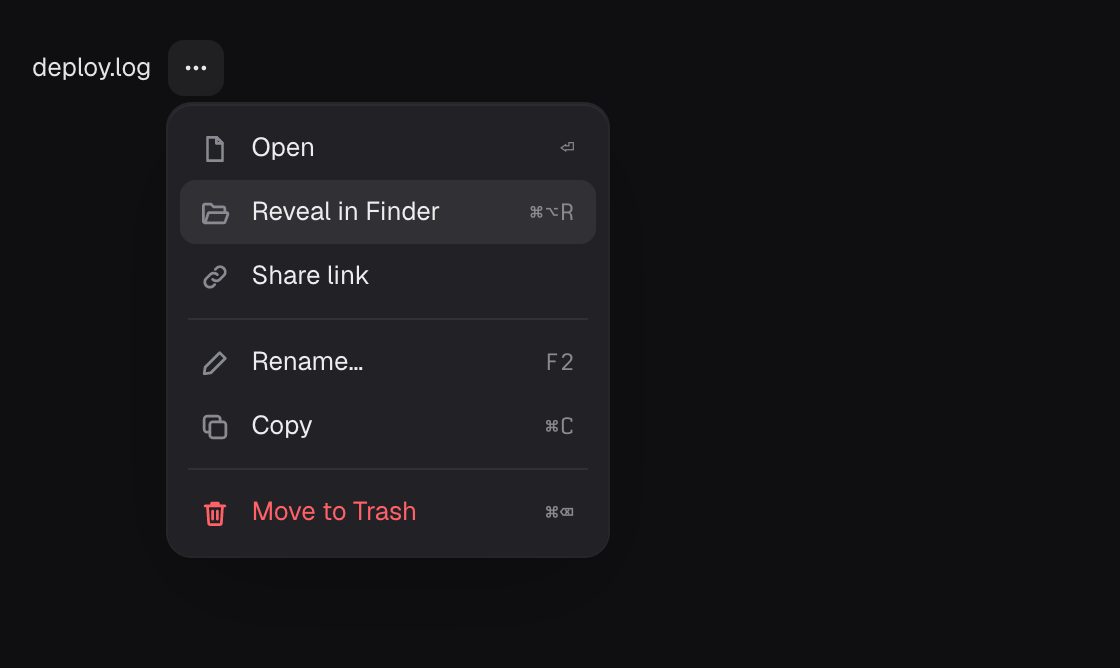 deploy.log
Open ⏎
Reveal in Finder ⌘⌥R
Share link
Rename… F2
Copy ⌘C
Move to Trash ⌘⌫